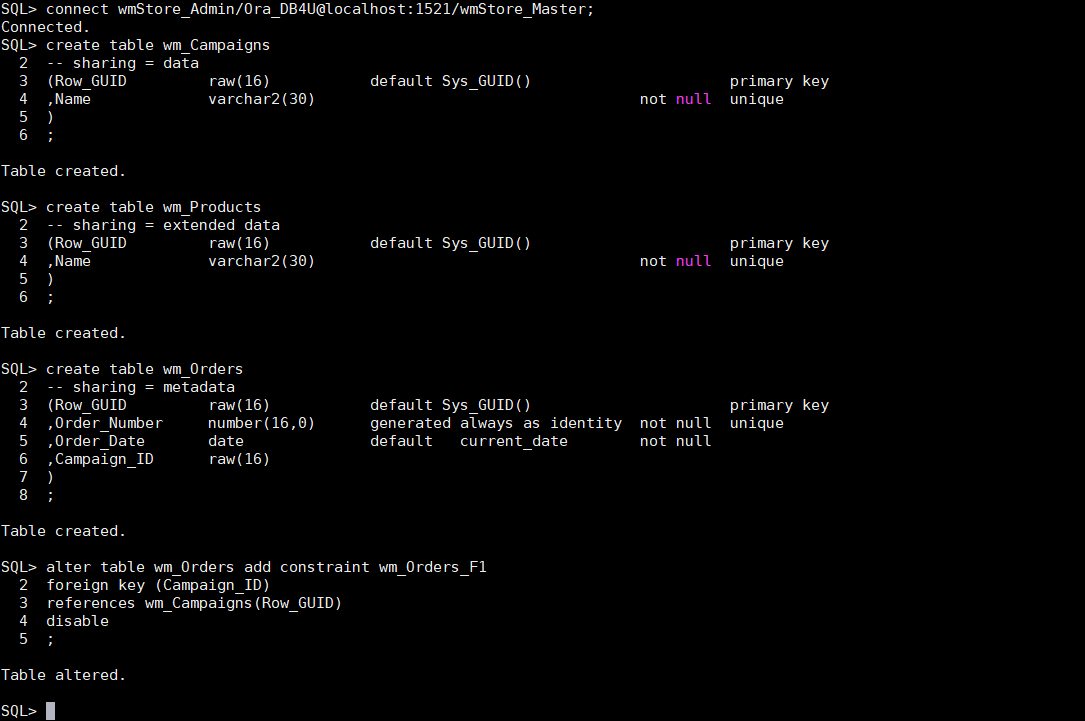 SQL> connect wmStore_Admin/Ora_DB4U@localhost:1521/wmStore_Master;
Connected.
SQL> create table wm_Campaigns
  2  -- sharing = data
  3  (Row_GUID         raw(16)           default Sys_GUID()                      primary key
  4  ,Name             varchar2(30)                                    not null  unique
  5  )
  6  ;

Table created.

SQL> create table wm_Products
  2  -- sharing = extended data
  3  (Row_GUID         raw(16)           default Sys_GUID()                      primary key
  4  ,Name             varchar2(30)                                    not null  unique
  5  )
  6  ;

Table created.

SQL> create table wm_Orders
  2  -- sharing = metadata
  3  (Row_GUID         raw(16)           default Sys_GUID()                      primary key
  4  ,Order_Number     number(16,0)      generated always as identity  not null  unique
  5  ,Order_Date       date              default   current_date        not null
  6  ,Campaign_ID      raw(16)
  7  )
  8  ;

Table created.

SQL> alter table wm_Orders add constraint wm_Orders_F1
  2  foreign key (Campaign_ID)
  3  references wm_Campaigns(Row_GUID)
  4  disable
  5  ;

Table altered.

SQL>